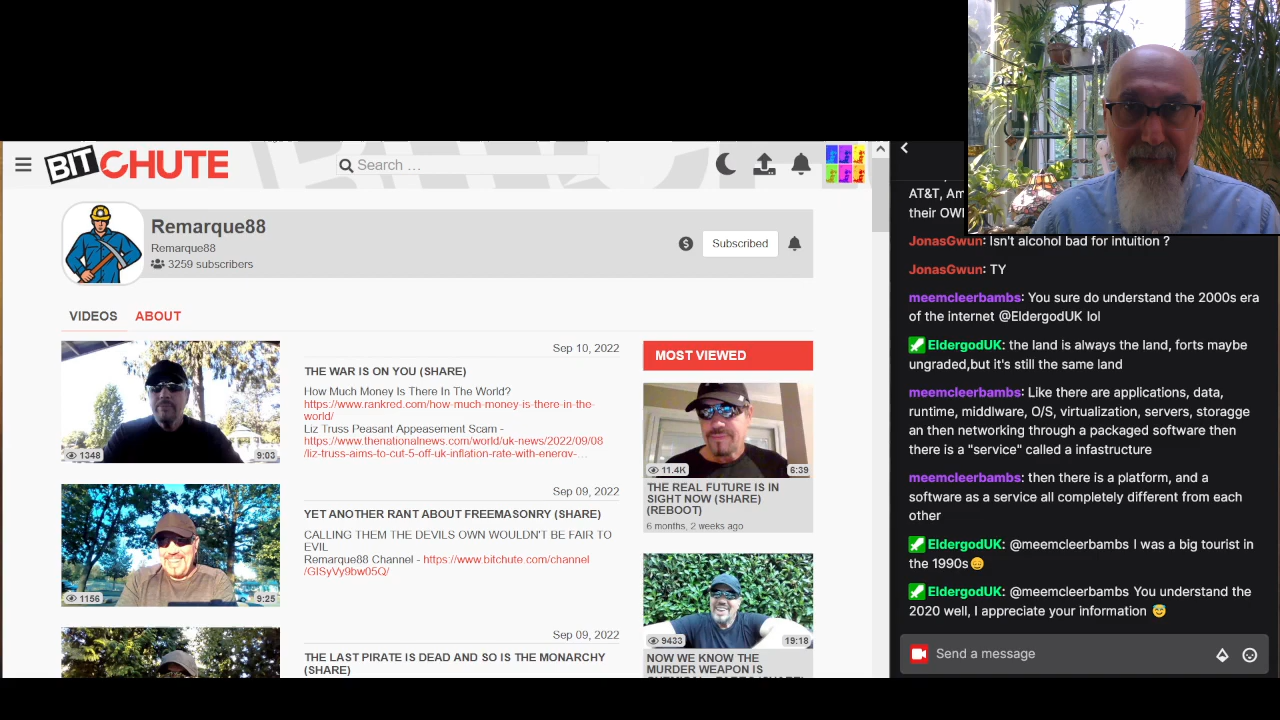 BITCHUTE
Search ...
Remarque88
Remarque88
3259 subscribers
Subscribed
VIDEOS ABOUT
1348
9:03
Sep 10, 2022
THE WAR IS ON YOU (SHARE)
How Much Money Is There In The World?
https://www.rankred.com/how-much-money-is-there-in-the-
world/
Liz Truss Peasant Appeasement Scam -
https://www.thenationalnews.com/world/uk-news/2022/09/08
/liz-truss-aims-to-cut-5-off-uk-inflation-rate-with-energy-...
1156
9:25
Sep 09, 2022
YET ANOTHER RANT ABOUT FREEMASONRY (SHARE)
CALLING THEM THE DEVILS OWN WOULDN'T BE FAIR TO
EVIL
Remarque88 Channel - https://www.bitchute.com/channel
/GISyVy9bw05Q/
Sep 09, 2022
THE LAST PIRATE IS DEAD AND SO IS THE MONARCHY
(SHARE)
MOST VIEWED
11.4K
6:39
THE REAL FUTURE IS IN
SIGHT NOW (SHARE)
(REBOOT)
6 months, 2 weeks ago
9433
19:18
NOW WE KNOW THE
MURDER WEAPON IS
AT&T, Am
their OWN
JonasGwun: Isn't alcohol bad for intuition ?
JonasGwun: TY
meemcleerbambs: You sure do understand the 2000s era
of the internet @EldergodUK lol
EldergodUK: the land is always the land, forts maybe
ungraded,but it's still the same land
meemcleerbambs: Like there are applications, data,
runtime, middlware, O/S, virtualization, servers, storagge
an then networking through a packaged software then
there is a "service" called a infastructure
meemcleerbambs: then there is a platform, and a
software as a service all completely different from each
other
EldergodUK: @meemcleerbambs I was a big tourist in
the 1990s
EldergodUK: @meemcleerbambs You understand the
2020 well, I appreciate your information
Send a message